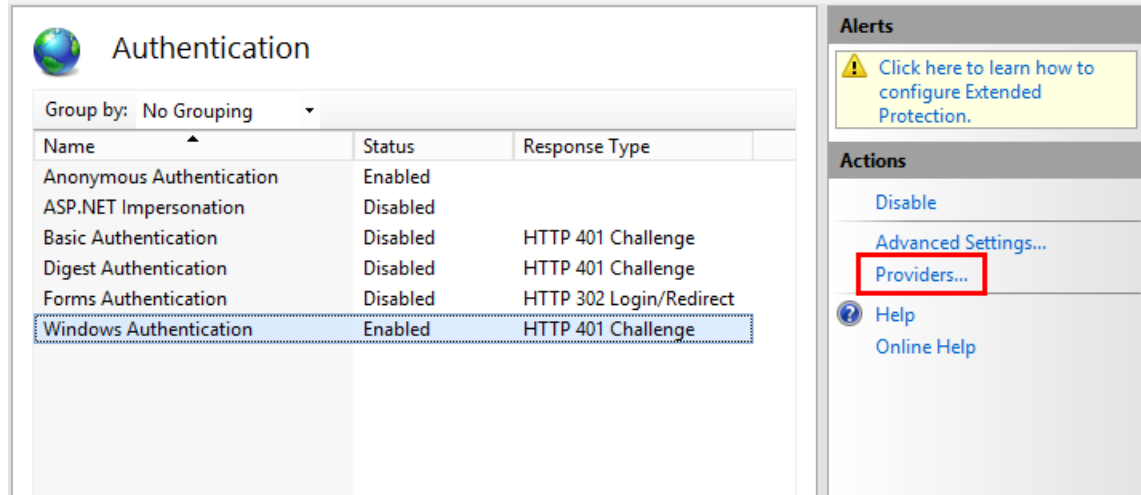 Authentication
Group by: No Grouping
Name Status Response Type
Anonymous Authentication Enabled
ASP.NET Impersonation Disabled
Basic Authentication Disabled HTTP 401 Challenge
Digest Authentication Disabled HTTP 401 Challenge
Forms Authentication Disabled HTTP 302 Login/Redirect
Windows Authentication Enabled HTTP 401 Challenge
Alerts
Click here to learn how to
configure Extended
Protection.
Actions
Disable
Advanced Settings...
Providers...
Help
Online Help